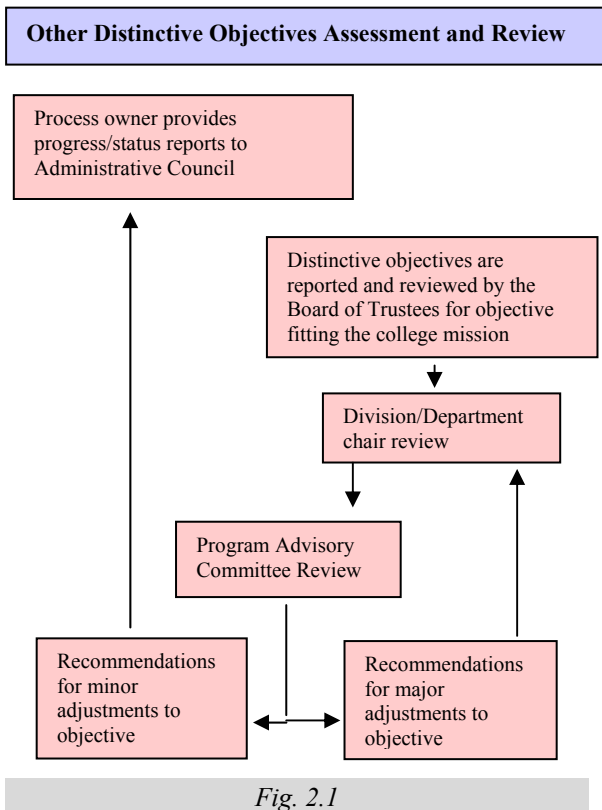 Other Distinctive Objectives Assessment and Review
Process owner provides
progress/status reports to
Administrative Council
Distinctive objectives are
reported and reviewed by the
Board of Trustees for objective
fitting the college mission
Division/Department
chair review
Program Advisory
Committee Review
Recommendations
for minor
adjustments to
objective
Recommendations
for major
adjustments to
objective
Fig. 2.1